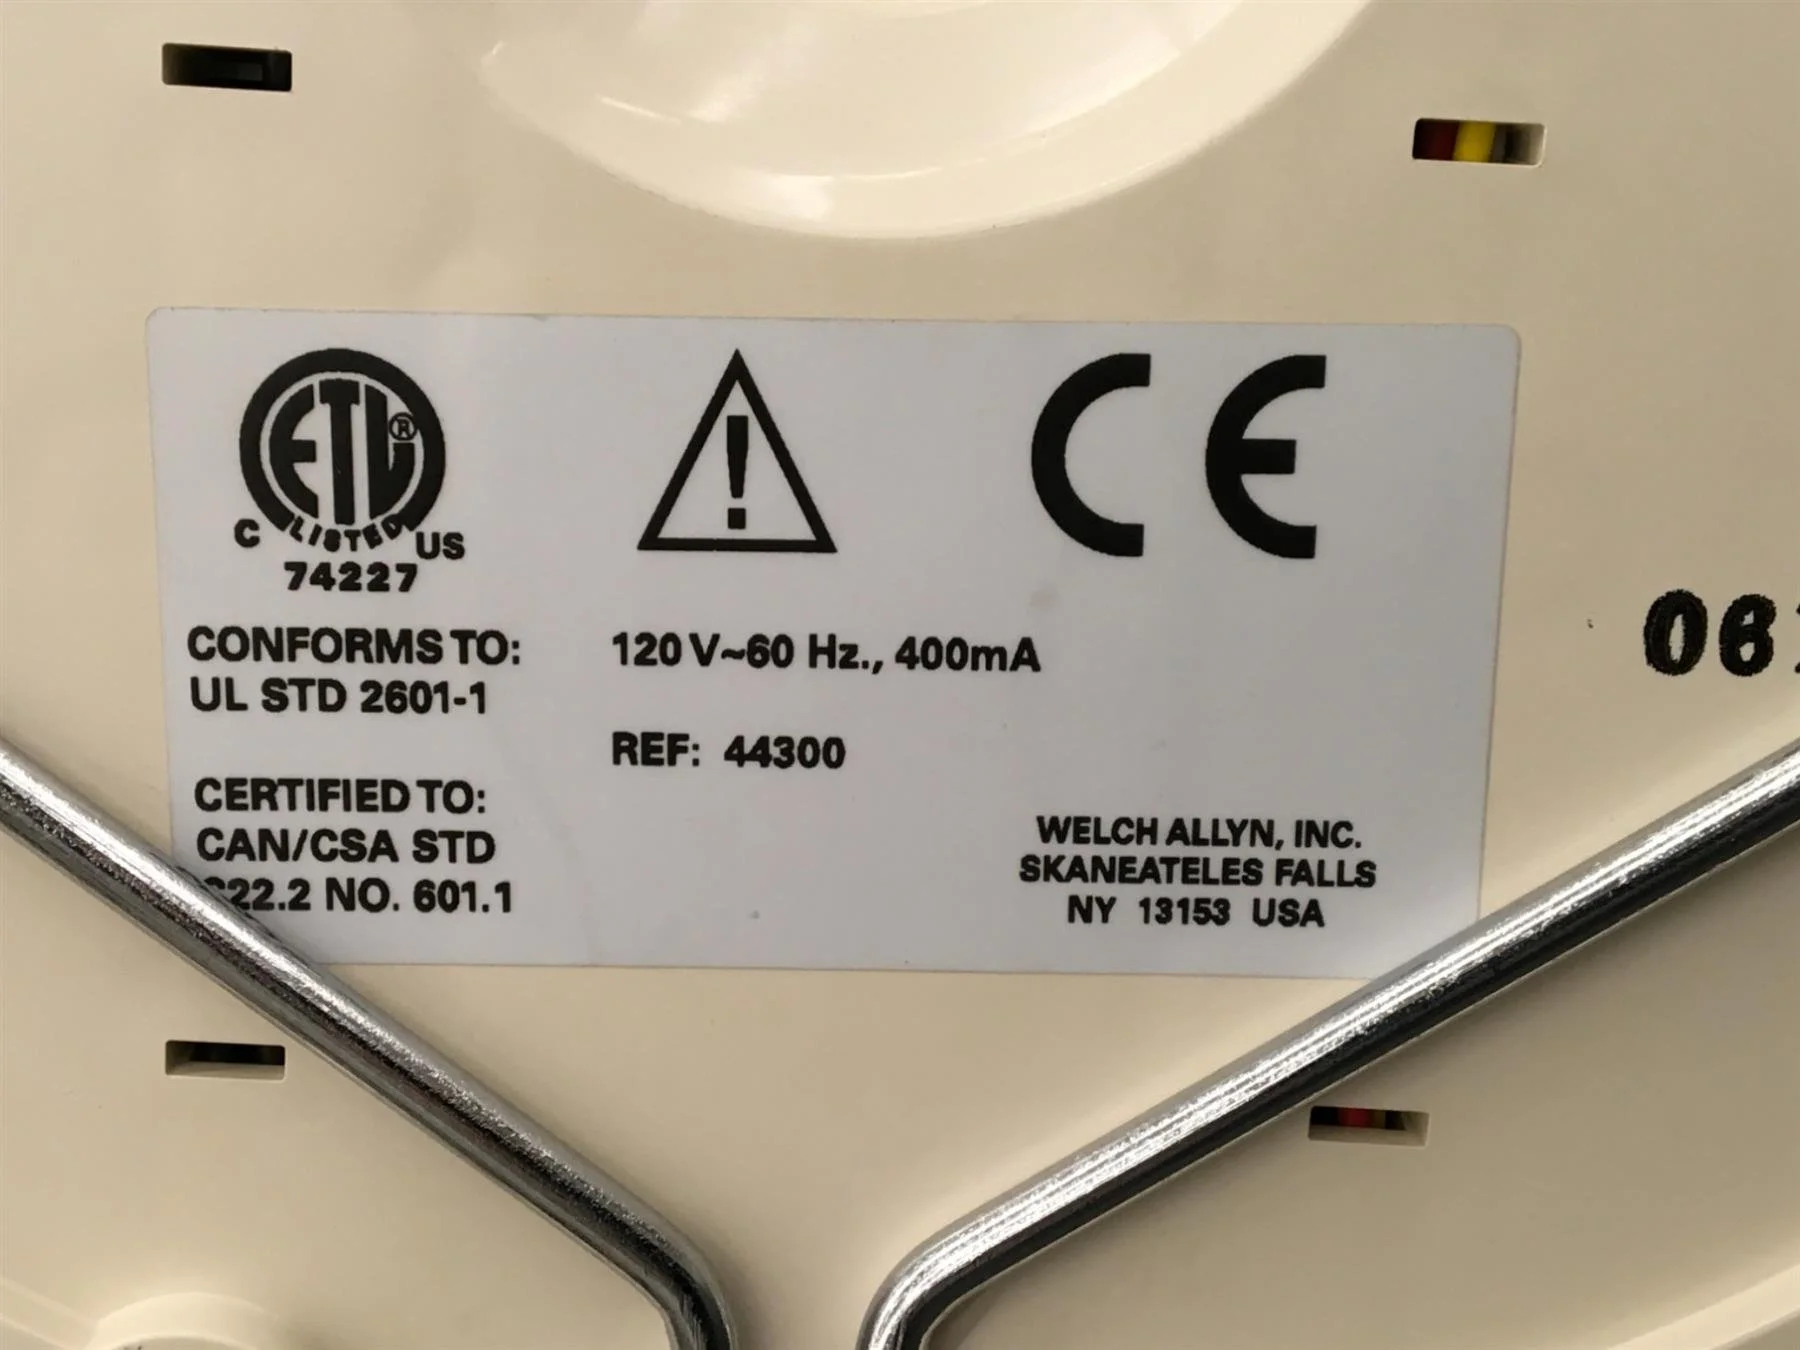 ETL®
LISTED
C US
74227
CE
CONFORMS TO:
UL STD 2601-1
120 V~60 Hz., 400mA
REF: 44300
CERTIFIED TO:
CAN/CSA STD
22.2 NO. 601.1
WELCH ALLYN, INC.
SKANEATELES FALLS
NY 13153 USA